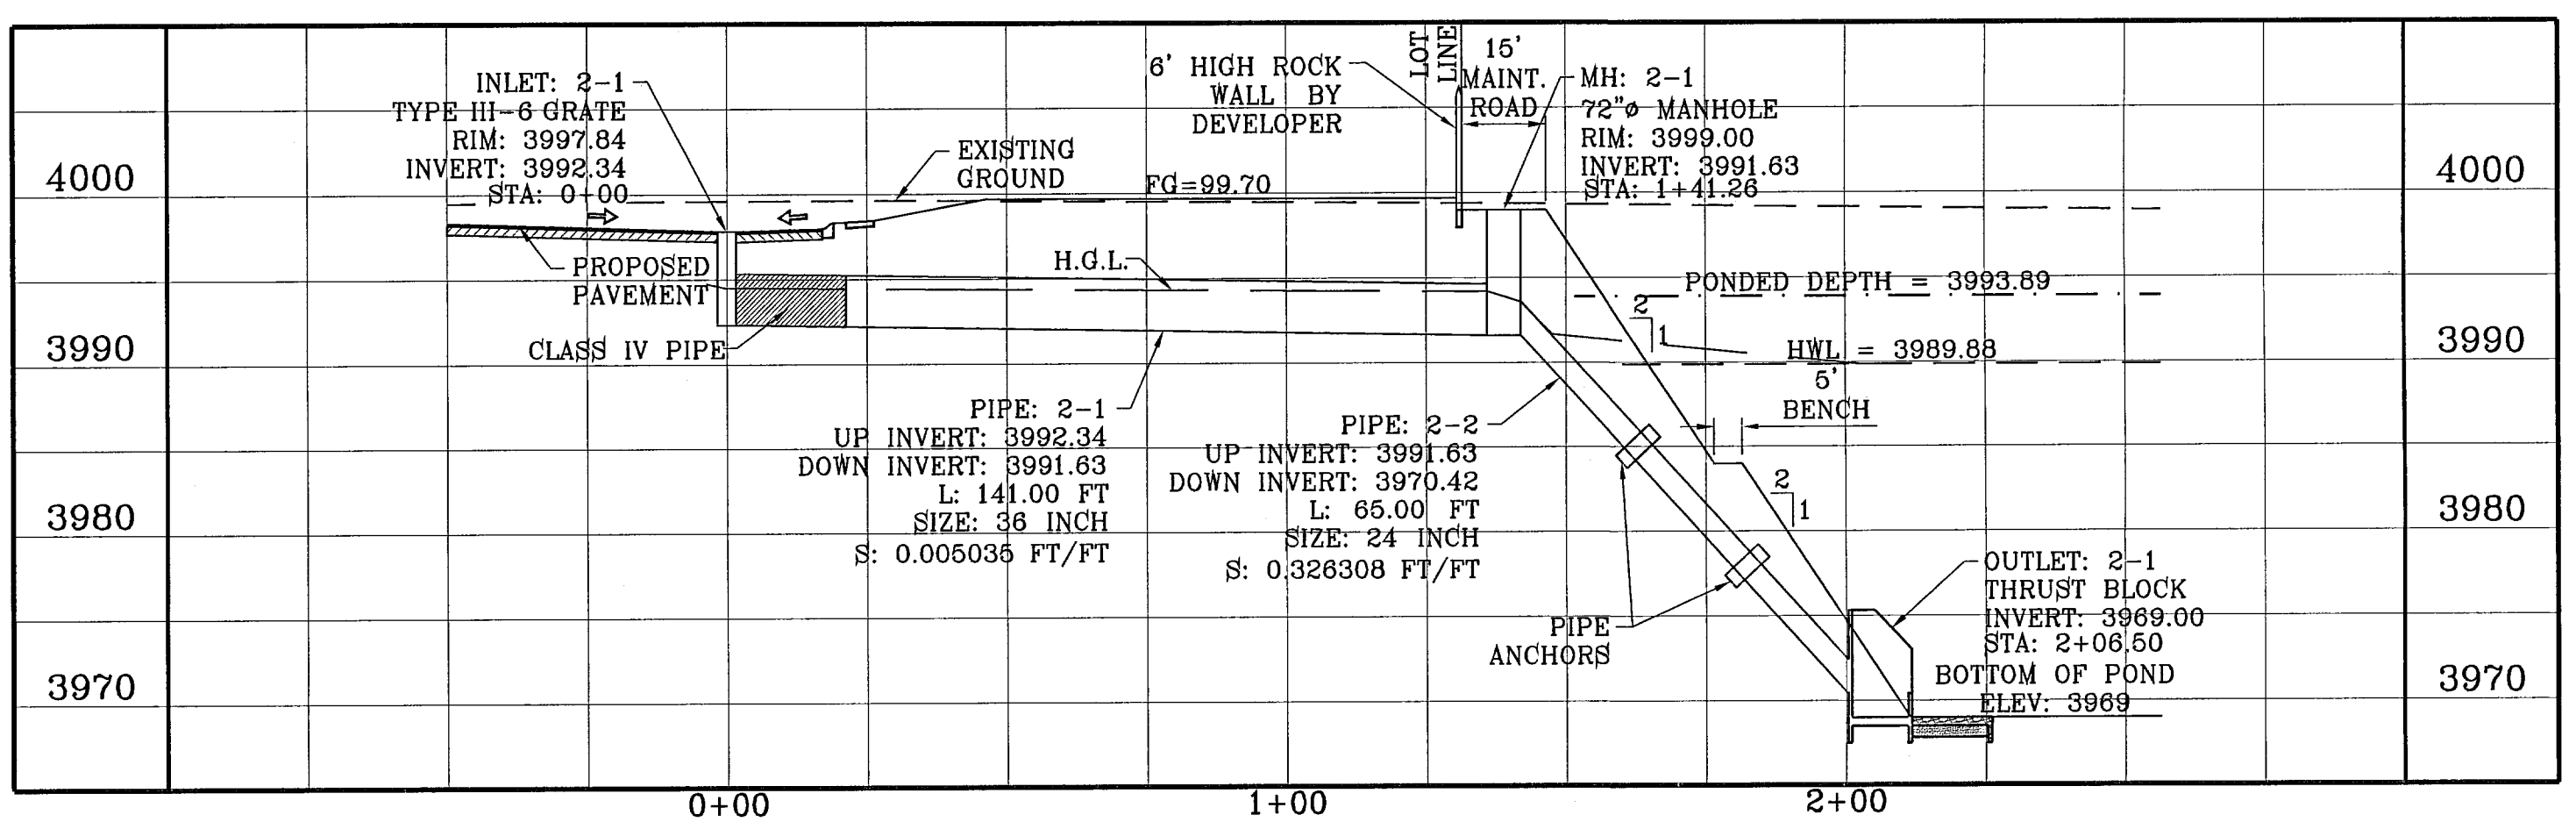 INLET: 2-1
TYPE III-6 GRATE
RIM: 3997.84
INVERT: 3992.34
STA: 0+00
EXISTING
GROUND
FG=99.70
6' HIGH ROCK
WALL BY
DEVELOPER
LOT
LINE
15'
MAINT.
ROAD
MH: 2-1
72"ø MANHOLE
RIM: 3999.00
INVERT: 3991.63
STA: 1+41.26
4000
3990
3980
3970
4000
3990
3980
3970
PROPOSED
PAVEMENT
CLASS IV PIPE
H.G.L.
PONDED DEPTH = 3993.89
2
1
HWL = 3989.88
5'
BENCH
PIPE: 2-1
UP INVERT: 3992.34
DOWN INVERT: 3991.63
L: 141.00 FT
SIZE: 36 INCH
S: 0.005035 FT/FT
PIPE: 2-2
UP INVERT: 3991.63
DOWN INVERT: 3970.42
L: 65.00 FT
SIZE: 24 INCH
S: 0.326308 FT/FT
2
1
PIPE
ANCHORS
OUTLET: 2-1
THRUST BLOCK
INVERT: 3969.00
STA: 2+06.50
BOTTOM OF POND
ELEV: 3969
0+00
1+00
2+00